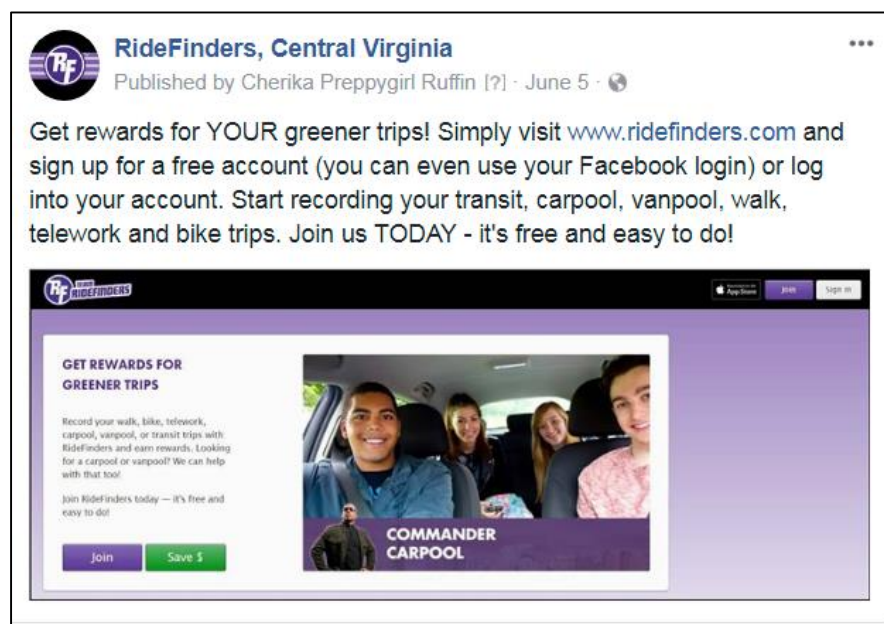 RideFinders, Central Virginia
Published by Cherika Preppygirl Ruffin [?] · June 5 ·
Get rewards for YOUR greener trips! Simply visit www.ridefinders.com and
sign up for a free account (you can even use your Facebook login) or log
into your account. Start recording your transit, carpool, vanpool, walk,
telework and bike trips. Join us TODAY - it's free and easy to do!
RF
RIDEFINDERS
App Store
Join
Sign in
GET REWARDS FOR
GREENER TRIPS
Record your walk, bike, telework,
carpool, vanpool, or transit trips with
RideFinders and earn rewards. Looking
for a carpool or vanpool? We can help
with that too!
Join RideFinders today — it's free and
easy to do!
Join
Save $
COMMANDER
CARPOOL